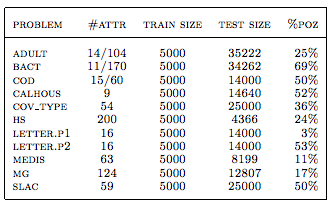 PROBLEM #ATTR TRAIN SIZE TEST SIZE %POZ
ADULT 14/104 5000 35222 25%
BACT 11/170 5000 34262 69%
COD 15/60 5000 14000 50%
CALHOUS 9 5000 14640 52%
COV_TYPE 54 5000 25000 36%
HS 200 5000 4366 24%
LETTER.P1 16 5000 14000 3%
LETTER.P2 16 5000 14000 53%
MEDIS 63 5000 8199 11%
MG 124 5000 12807 17%
SLAC 59 5000 25000 50%